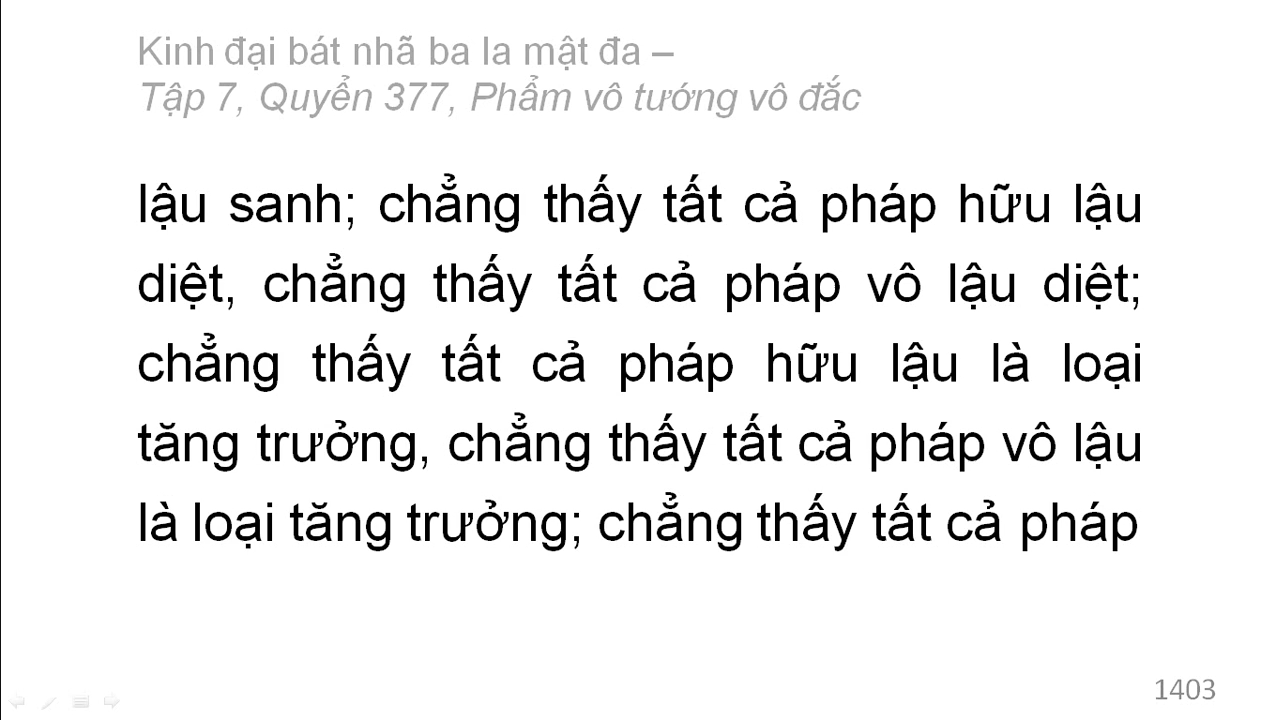 Kinh đại bát nhã ba la mật đa –
Tập 7, Quyển 377, Phẩm vô tướng vô đắc
lậu sanh; chẳng thấy tất cả pháp hữu lậu
diệt, chẳng thấy tất cả pháp vô lậu diệt;
chẳng thấy tất cả pháp hữu lậu là loại
tăng trưởng, chẳng thấy tất cả pháp vô lậu
là loại tăng trưởng; chẳng thấy tất cả pháp
1403